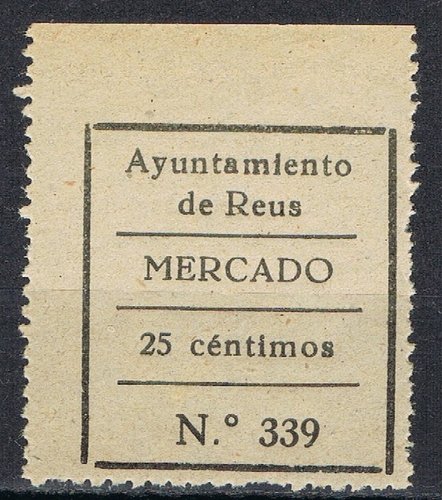 Ayuntamiento
de Reus
MERCADO
25 céntimos
N.° 339